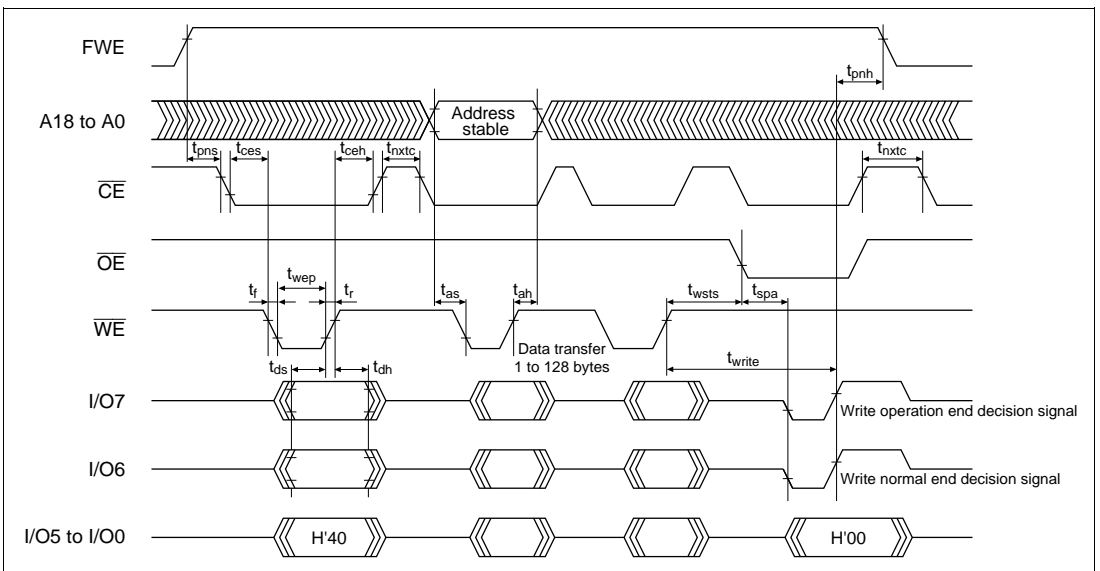 FWE
tpnh
A18 to A0
Address
stable
tpns
tces
tceh
tnxtc
tnxtc
CE
OE
tf
twep
tr
tas
tah
twsts
tspa
WE
Data transfer
1 to 128 bytes
tds
tdh
twrite
I/O7
Write operation end decision signal
I/O6
Write normal end decision signal
I/O5 to I/O0
H'40
H'00